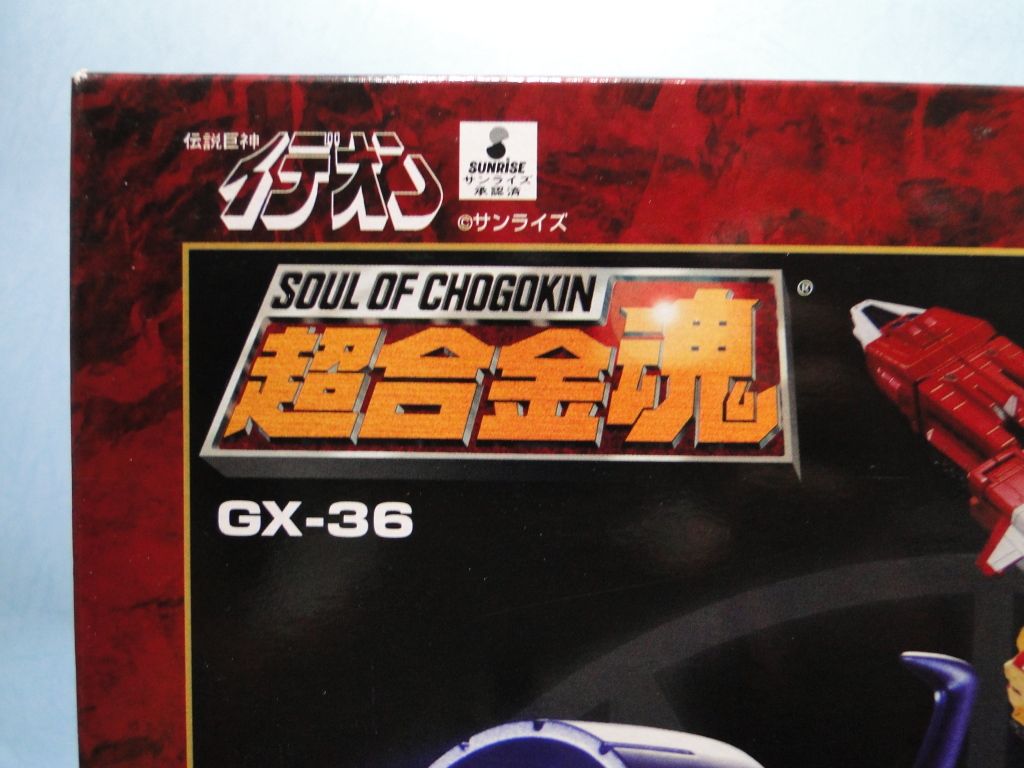 伝説巨神
イデオン
SUNRISE
サンライズ
承認済
©サンライズ
SOUL OF CHOGOKIN
超合金魂
®
GX-36